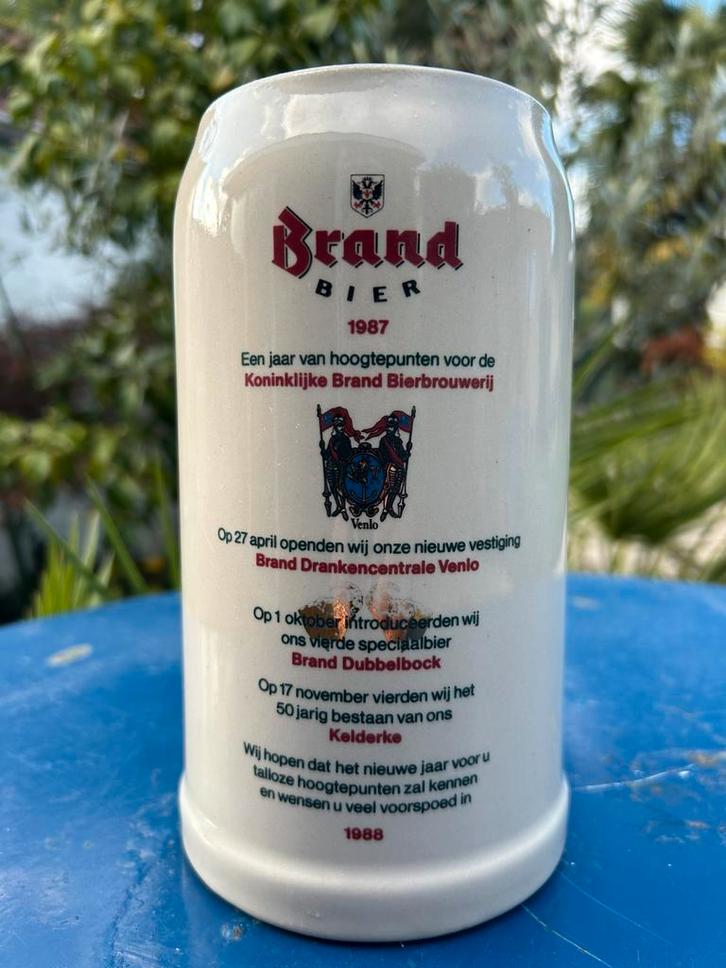 Brand
BIER
1987
Een jaar van hoogtepunten voor de
Koninklijke Brand Bierbrouwerij
Venlo
Op 27 april openden wij onze nieuwe vestiging
Brand Drankencentrale Venlo
Op 1 oktober introduceerden wij
ons vierde speciaalbier
Brand Dubbelbock
Op 17 november vierden wij het
50 jarig bestaan van ons
Kelderke
Wij hopen dat het nieuwe jaar voor u
talloze hoogtepunten zal kennen
en wensen u veel voorspoed in
1988